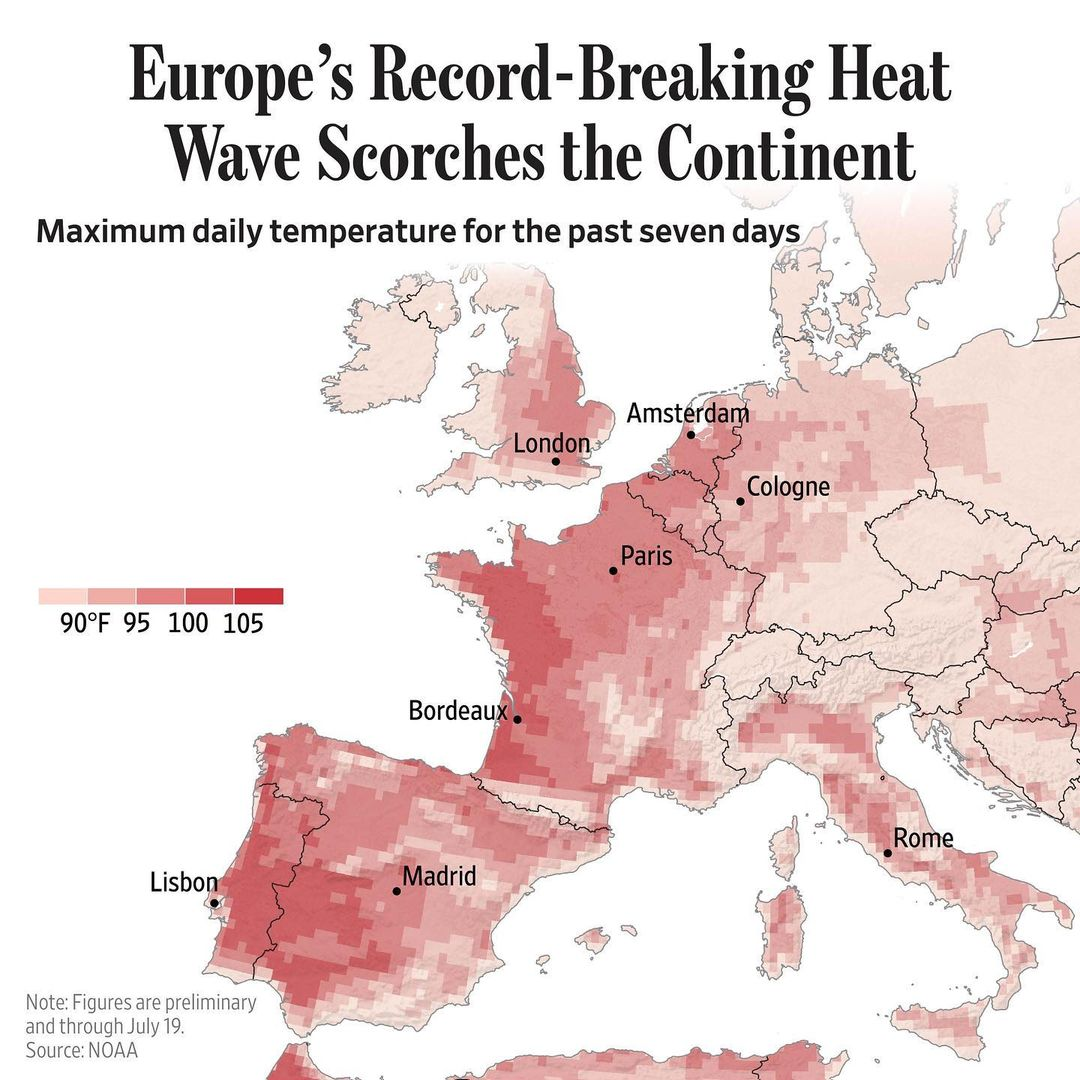 Europe’s Record-Breaking Heat
Wave Scorches the Continent
Maximum daily temperature for the past seven days
Amsterdam
London
Cologne
Paris
90°F 95 100 105
Bordeaux
Rome
Madrid
Lisbon
Note: Figures are preliminary
and through July 19.
Source: NOAA